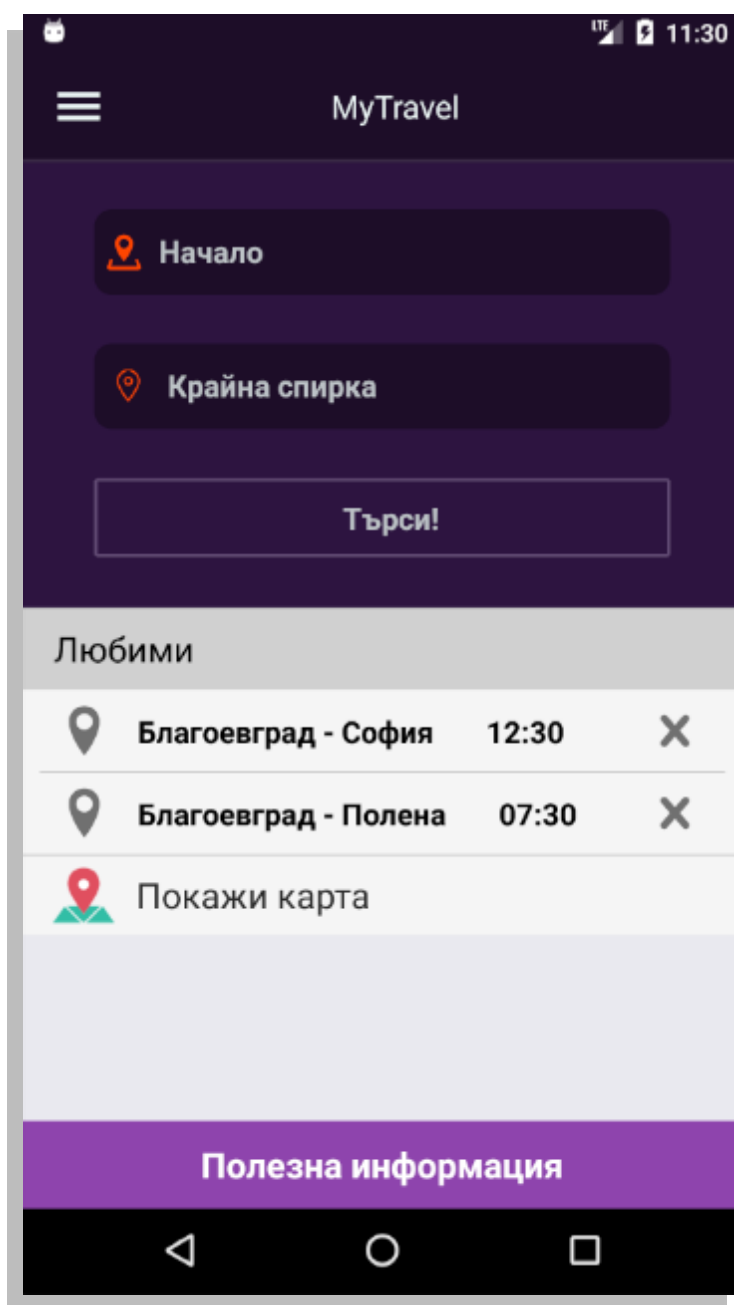 LTE 11:30
MyTravel
Начало
Крайна спирка
Търси!
Любими
Благоевград - София 12:30
Благоевград - Полена 07:30
Покажи карта
Полезна информация